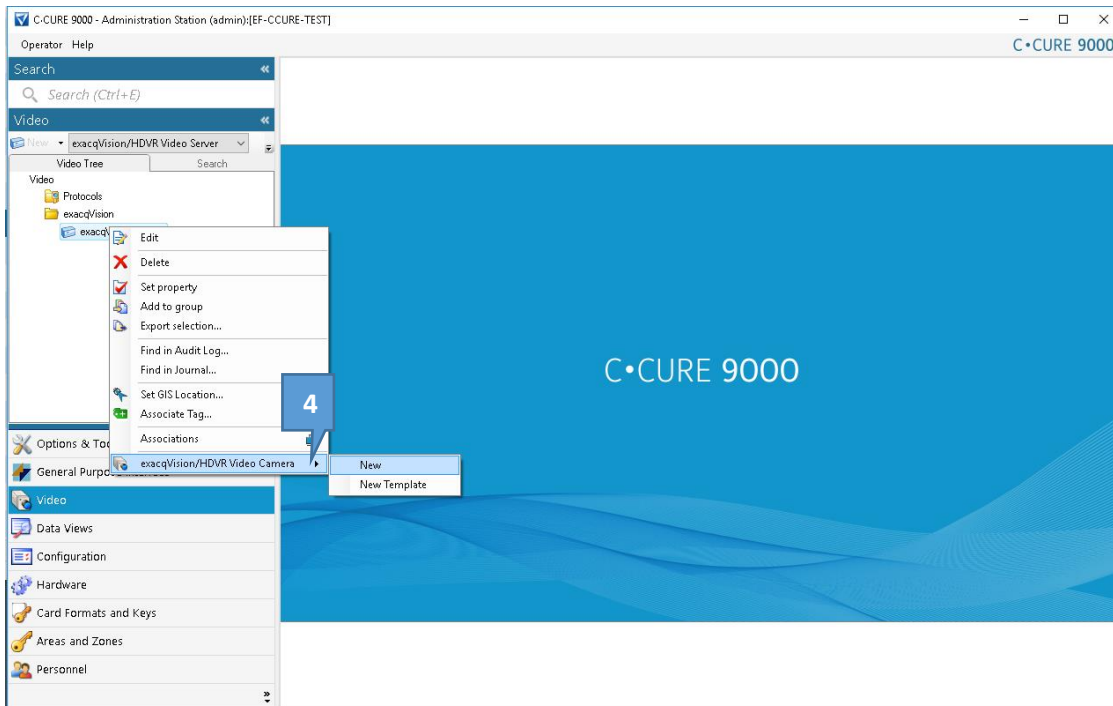 C·CURE 9000 - Administration Station (admin):[EF-CCURE-TEST]
Operator Help
C•CURE 9000
Search
Search (Ctrl+E)
Video
New exacqVision/HDVR Video Server
Video Tree Search
Video
Protocols
exacqVision
Edit
Delete
Set property
Add to group
Export selection...
Find in Audit Log...
Find in Journal...
Set GIS Location...
Associate Tag...
Associations
exacqVision/HDVR Video Camera
New
New Template
4
C•CURE 9000
Options &
General
Video
Data Views
Configuration
Hardware
Card Formats and Keys
Areas and Zones
Personnel